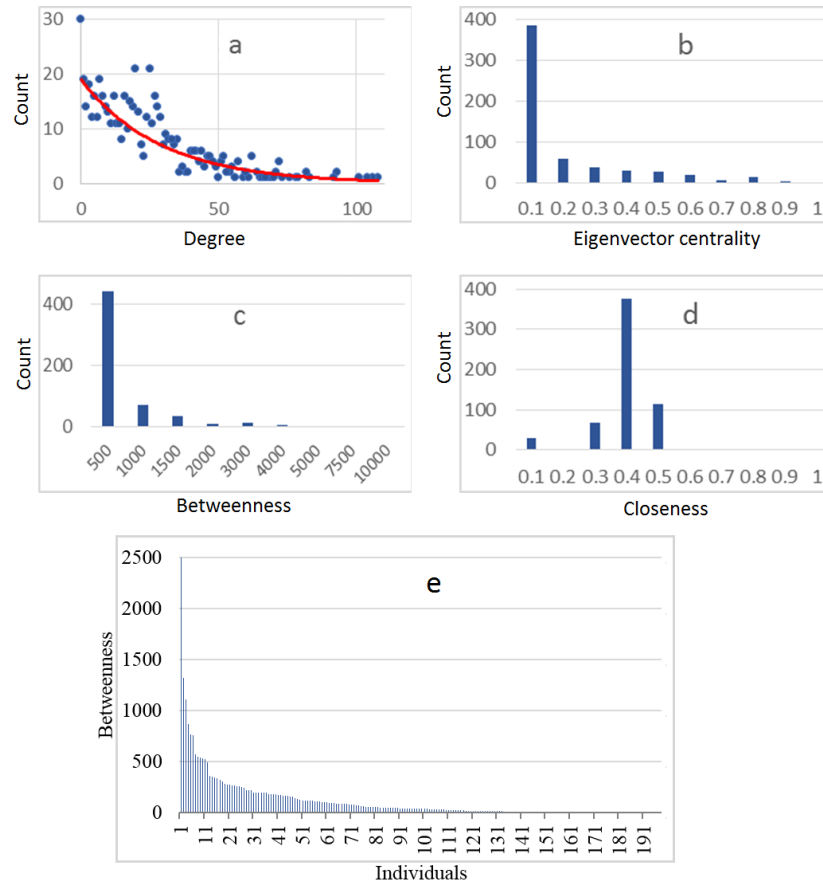 a
30
20
10
0
Count
0 50 100
Degree
b
400
300
200
100
0
Count
0.1 0.2 0.3 0.4 0.5 0.6 0.7 0.8 0.9 1
Eigenvector centrality
c
400
200
0
Count
500 1000 1500 2000 3000 4000 5000 7500 10000
Betweenness
d
400
300
200
100
0
Count
0.1 0.2 0.3 0.4 0.5 0.6 0.7 0.8 0.9 1
Closeness
e
2500
2000
1500
1000
500
0
Betweenness
1 11 21 31 41 51 61 71 81 91 101 111 121 131 141 151 161 171 181 191
Individuals